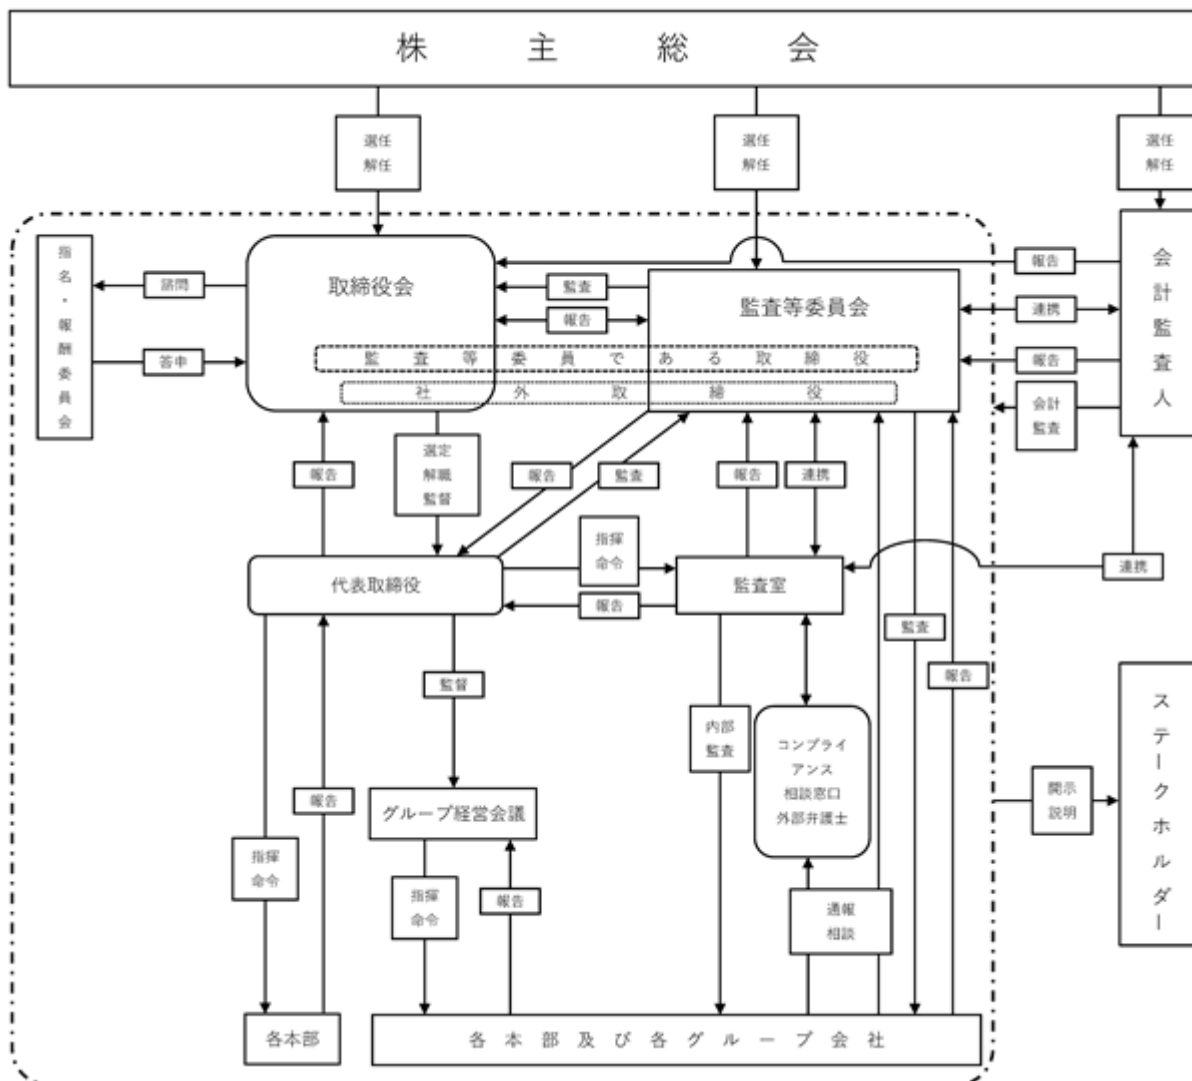 株主総会
選任
解任
選任
解任
選任
解任
指名・報酬委員会
諮問
答申
取締役会
監査
報告
監査等委員会
監査等委員である取締役
社外取締役
報告
連携
報告
会計
監査
会計監査人
報告
選定
解職
監督
報告
監査
報告
連携
代表取締役
指揮
命令
報告
監査室
連携
監査
報告
監督
内部
監査
コンプライ
アンス
相談窓口
外部弁護士
ステークホルダー
開示
説明
グループ経営会議
報告
指揮
命令
指揮
命令
報告
通報
相談
各本部
各本部及び各グループ会社